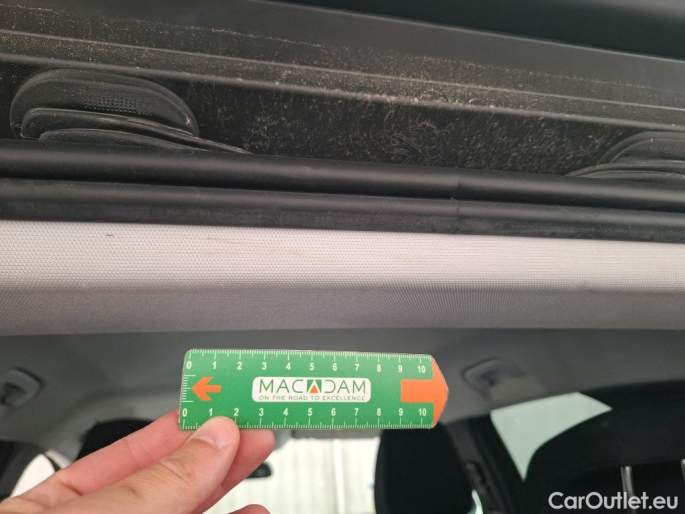 0 1 2 3 4 5 6 7 8 9 10
MACADAM
ON THE ROAD TO EXCELLENCE
0 1 2 3 4 5 6 7 8 9 10
CarOutlet.eu